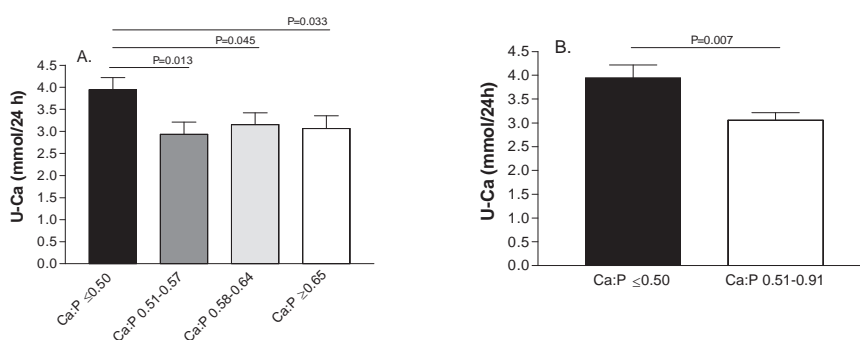 P=0.033
A.
P=0.045
P=0.013
U-Ca (mmol/24 h)
4.5
4.0
3.5
3.0
2.5
2.0
1.5
1.0
0.5
0.0
Ca:P ≤0.50
Ca:P 0.51-0.57
Ca:P 0.58-0.64
Ca:P ≥0.65
B.
P=0.007
U-Ca (mmol/24h)
4.5
4.0
3.5
3.0
2.5
2.0
1.5
1.0
0.5
0.0
Ca:P ≤0.50
Ca:P 0.51-0.91